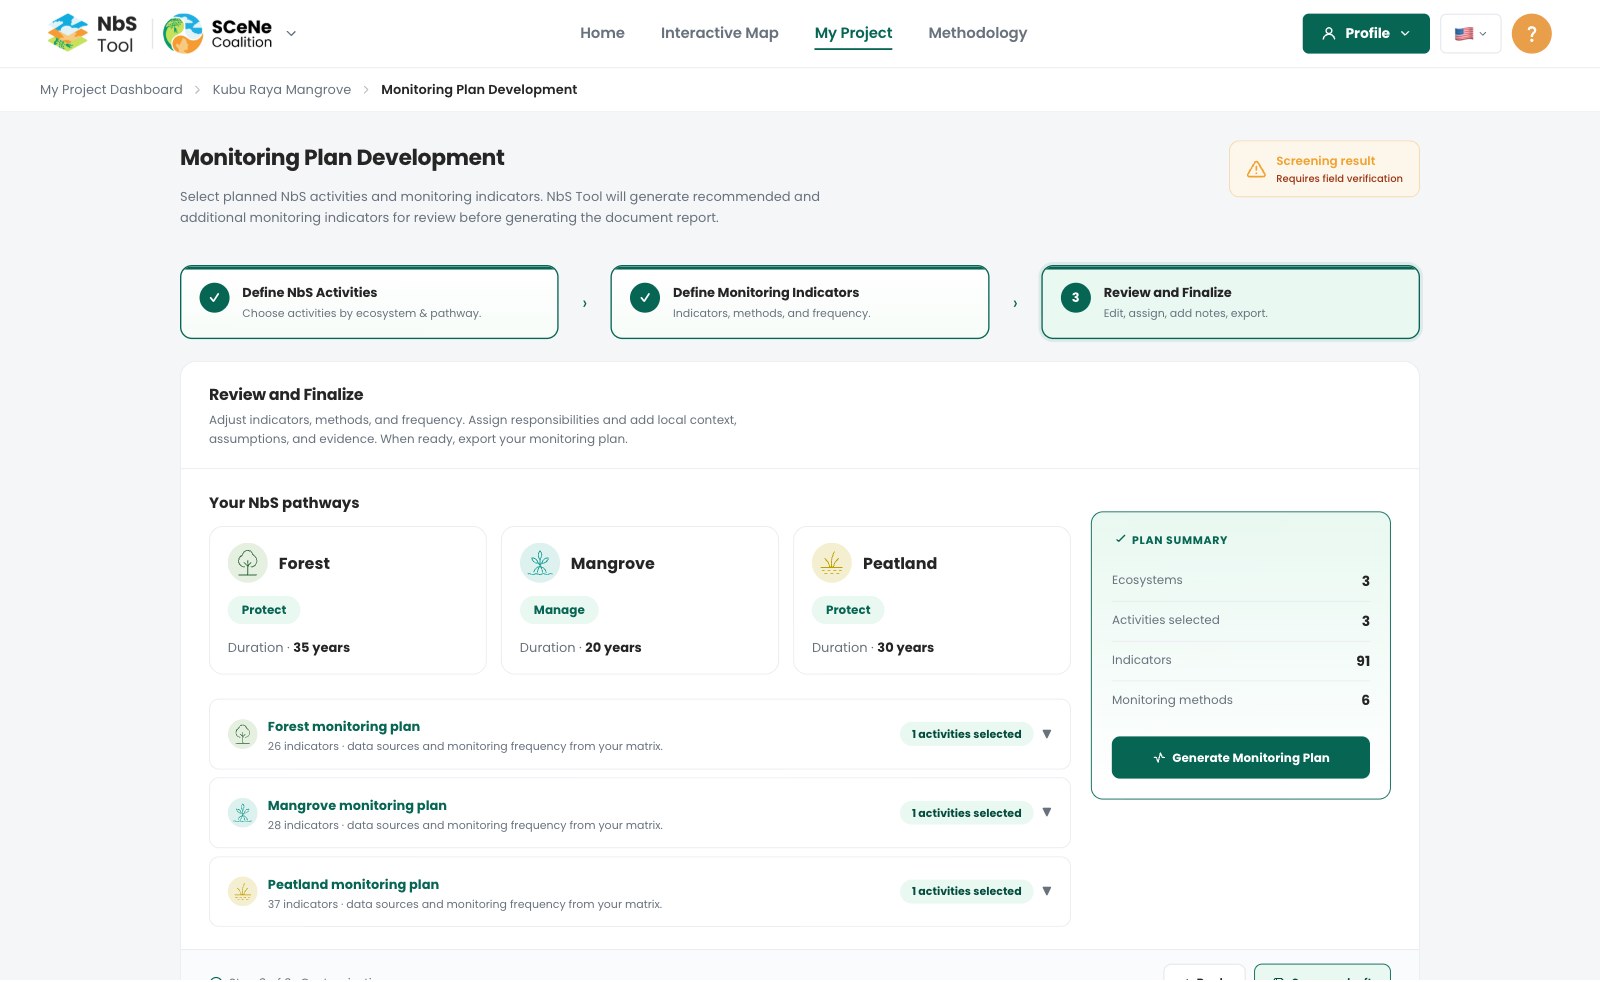 NbS
Tool
SCeNe
Coalition
Home
Interactive Map
My Project
Methodology
Profile
?
My Project Dashboard
Kubu Raya Mangrove
Monitoring Plan Development
Monitoring Plan Development
Select planned NbS activities and monitoring indicators. NbS Tool will generate recommended and
additional monitoring indicators for review before generating the document report.
Screening result
Requires field verification
Define NbS Activities
Choose activities by ecosystem & pathway.
›
Define Monitoring Indicators
Indicators, methods, and frequency.
›
3
Review and Finalize
Edit, assign, add notes, export.
Review and Finalize
Adjust indicators, methods, and frequency. Assign responsibilities and add local context,
assumptions, and evidence. When ready, export your monitoring plan.
Your NbS pathways
Forest
Protect
Duration · 35 years
Mangrove
Manage
Duration · 20 years
Peatland
Protect
Duration · 30 years
Forest monitoring plan
26 indicators · data sources and monitoring frequency from your matrix.
1 activities selected
Mangrove monitoring plan
28 indicators · data sources and monitoring frequency from your matrix.
1 activities selected
Peatland monitoring plan
37 indicators · data sources and monitoring frequency from your matrix.
1 activities selected
PLAN SUMMARY
Ecosystems 3
Activities selected 3
Indicators 91
Monitoring methods 6
Generate Monitoring Plan